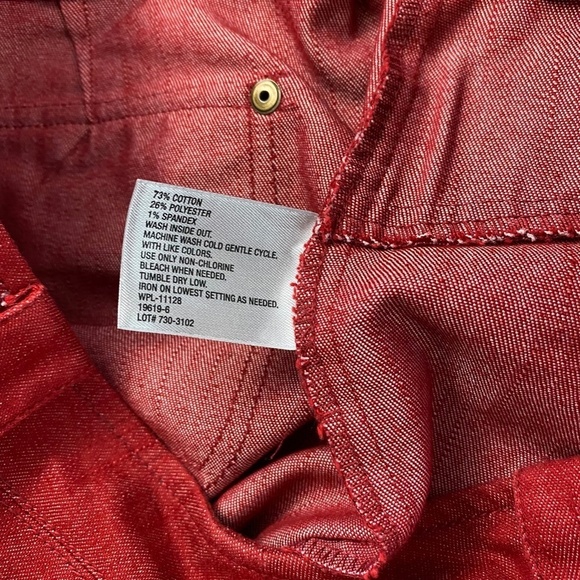 73% COTTON
26% POLYESTER
1% SPANDEX
WASH INSIDE OUT.
MACHINE WASH COLD GENTLE CYCLE.
WITH LIKE COLORS.
USE ONLY NON-CHLORINE
BLEACH WHEN NEEDED.
TUMBLE DRY LOW.
IRON ON LOWEST SETTING AS NEEDED.
WPL-11128
19619-6
LOT# 730-3102